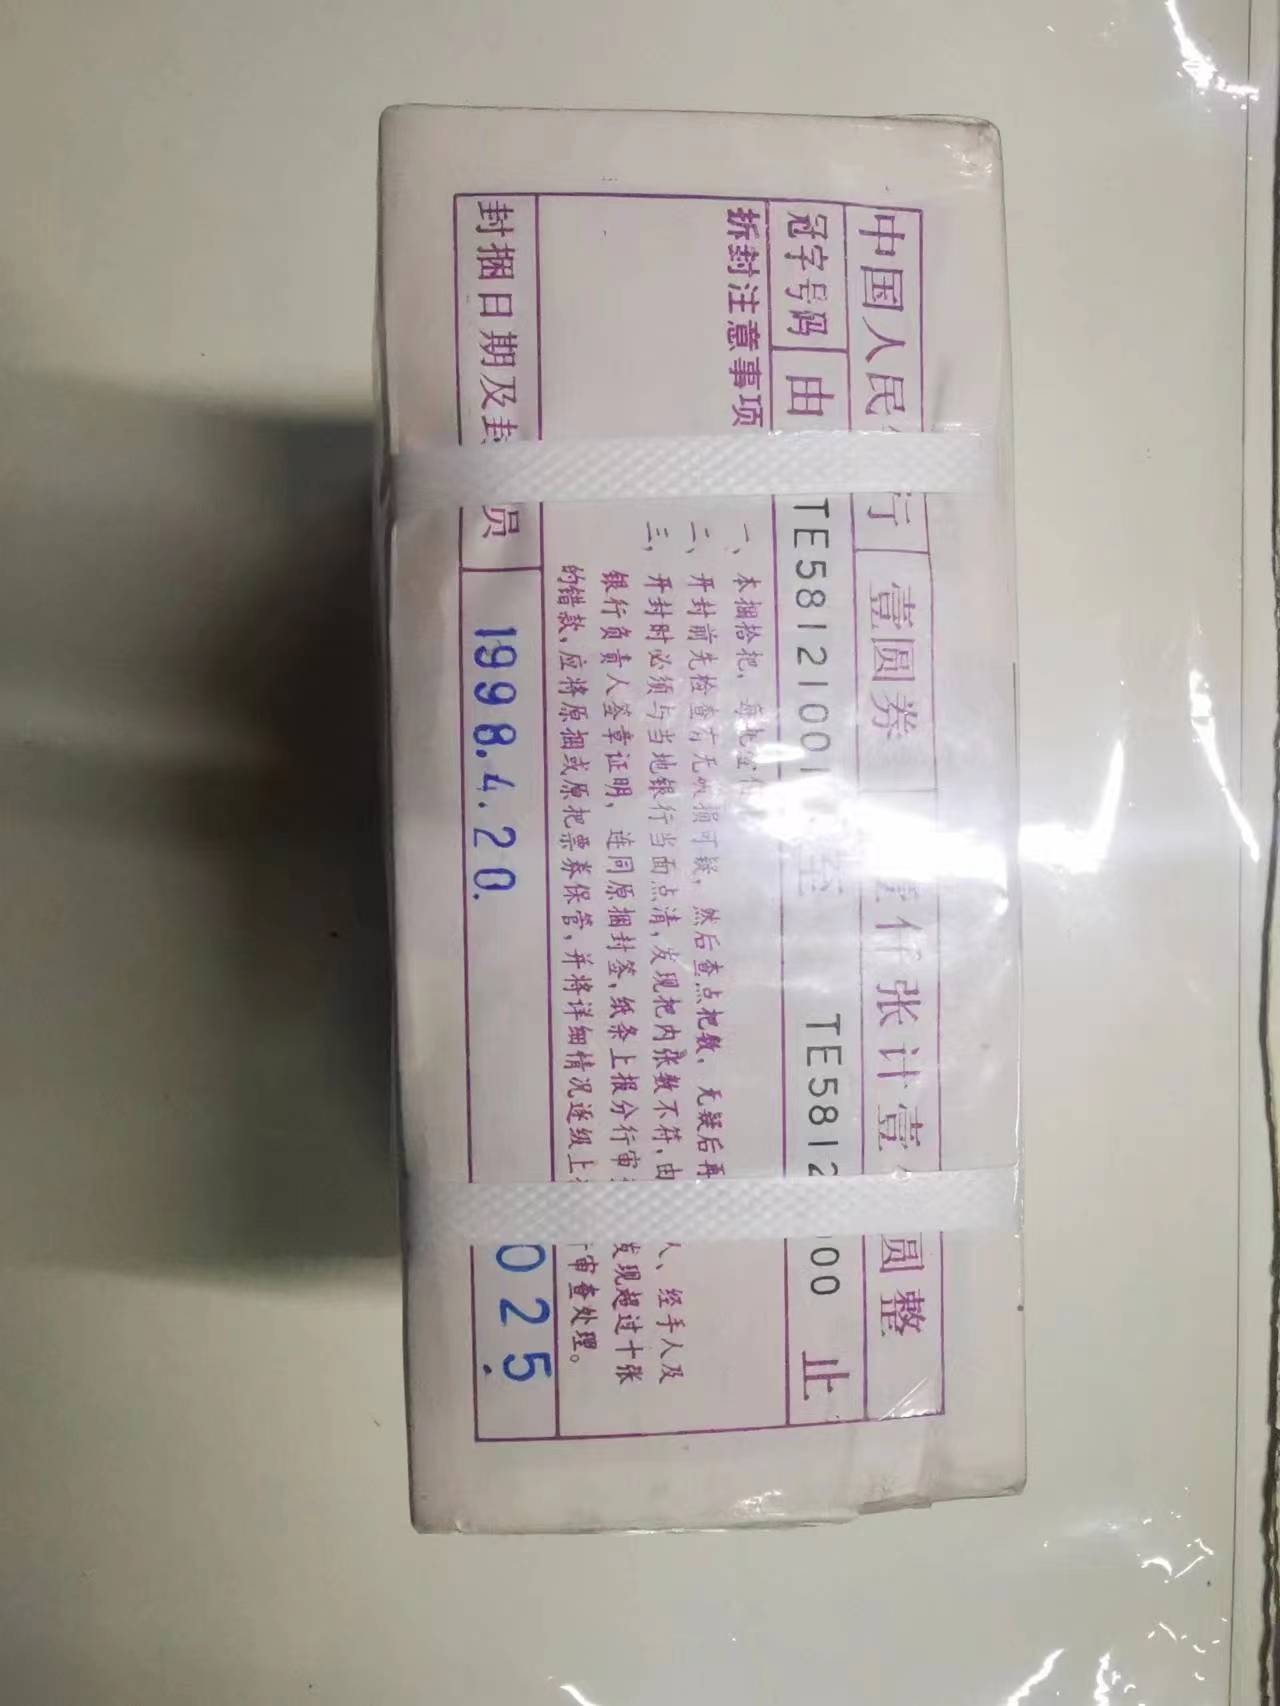 中国人民 行 壹圆券 仟张计壹 圆整
冠字号码 由 TE5812100 至 TE5812 00 止
拆封注意事项
一、本捆拾把，每把壹佰
二、开封前先检查有无破损可疑，然后查点把数，无疑后再
三，开封时必须与当地银行当面点清，发现把内张数不符，由 人、经手人及
银行负责人签章证明，连同原捆封签，纸条上报分行审 发现超过十张
的错款，应将原捆或原把票券保管，并将详细情况逐级上 审查处理。
封捆日期及封 员 1998.4.20. 025